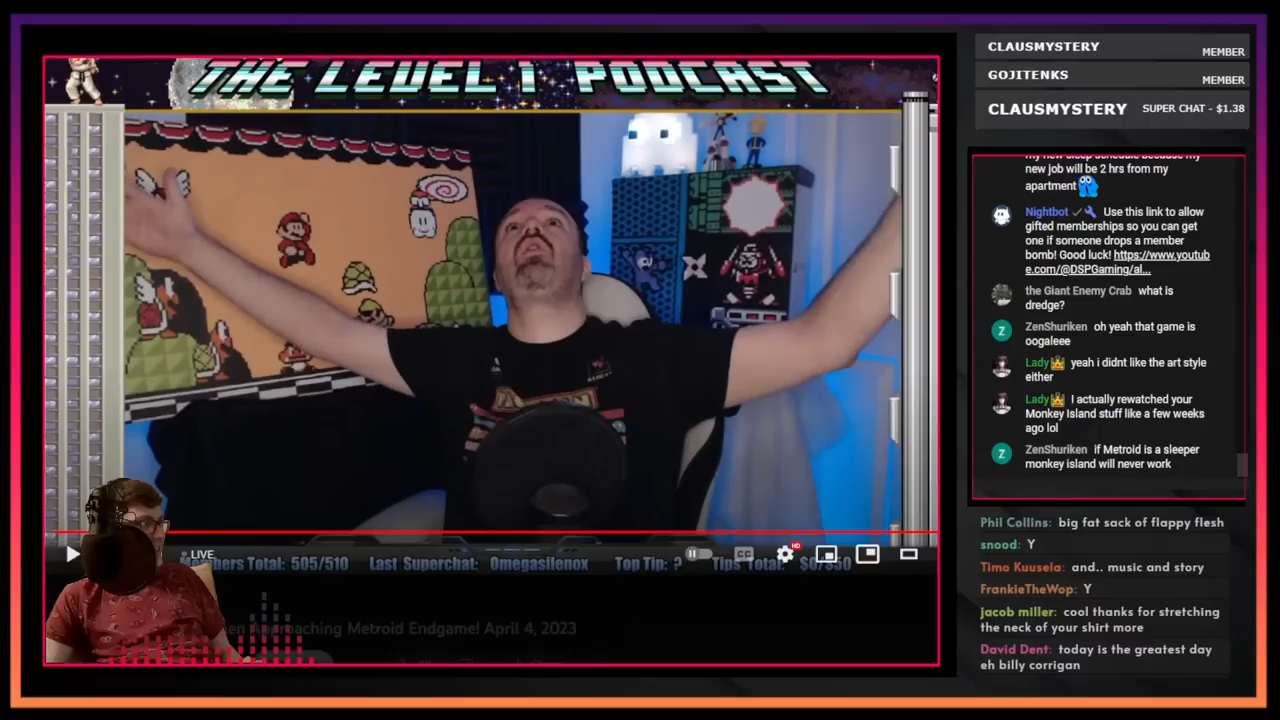 THE LEVEL 1 PODCAST
LIVE
Members Total: 505/510 Last Superchat: Omegasilenox Top Tip: ? Tips Total: $0/$50
Approaching Metroid Endgame! April 4, 2023
CC
HD
CLAUSMYSTERY MEMBER
GOJITENKS MEMBER
CLAUSMYSTERY SUPER CHAT - $1.38
my new sleep schedule because my
new job will be 2 hrs from my
apartment
Nightbot Use this link to allow
gifted memberships so you can get
one if someone drops a member
bomb! Good luck! https://www.youtub
e.com/@DSPGaming/al...
the Giant Enemy Crab what is
dredge?
Z
ZenShuriken oh yeah that game is
oogaleee
Lady yeah i didnt like the art style
either
Lady I actually rewatched your
Monkey Island stuff like a few weeks
ago lol
Z
ZenShuriken if Metroid is a sleeper
monkey island will never work
Phil Collins: big fat sack of flappy flesh
snood: Y
Timo Kuusela: and.. music and story
FrankieTheWop: Y
jacob miller: cool thanks for stretching
the neck of your shirt more
David Dent: today is the greatest day
eh billy corrigan